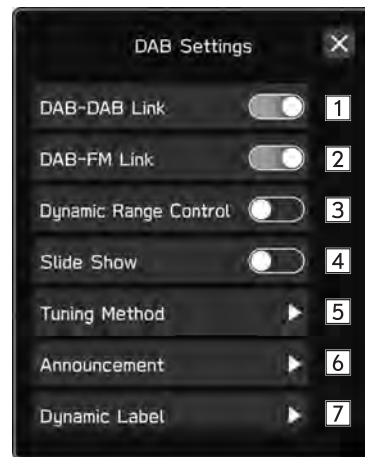 DAB Settings
DAB-DAB Link 1
DAB-FM Link 2
Dynamic Range Control 3
Slide Show 4
Tuning Method 5
Announcement 6
Dynamic Label 7